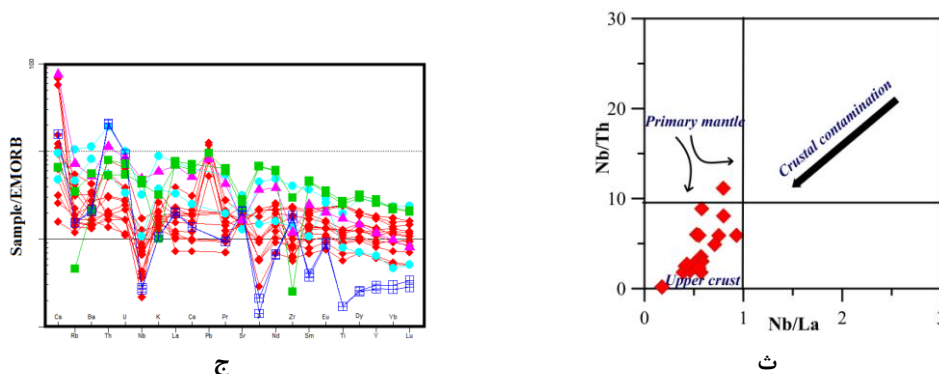 Sample/EMORB
100
Cs Ba Th U Nb K La Ce Pb Pr Sr Nd Zr Sm Eu Ti Dy Y Yb Lu
Rb
ج
Nb/Th
30
20
10
0
Primary mantle
Crustal contamination
Upper crust
0 1 2 3
Nb/La
ث